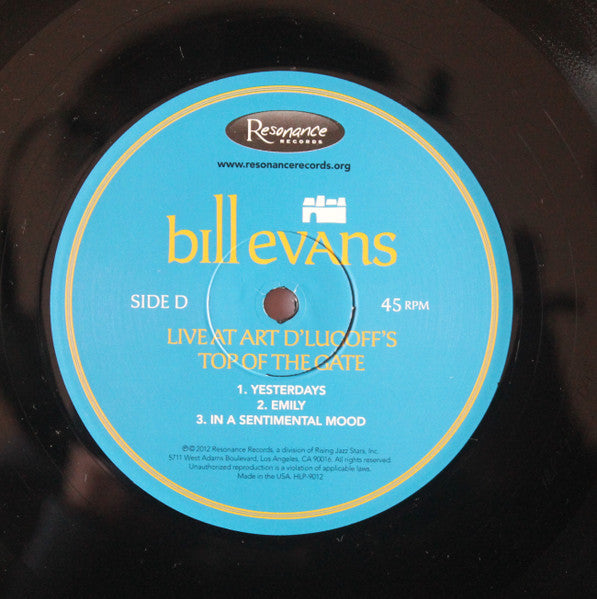 Resonance
RECORDS
www.resonancerecords.org
bill evans
SIDE D
45 RPM
LIVE AT ART D'LUGOFF'S
TOP OF THE GATE
1. YESTERDAYS
2. EMILY
3. IN A SENTIMENTAL MOOD
℗© 2012 Resonance Records, a division of Rising Jazz Stars, Inc.
5711 West Adams Boulevard, Los Angeles, CA 90016. All rights reserved.
Unauthorized reproduction is a violation of applicable laws.
Made in the USA. HLP-9012